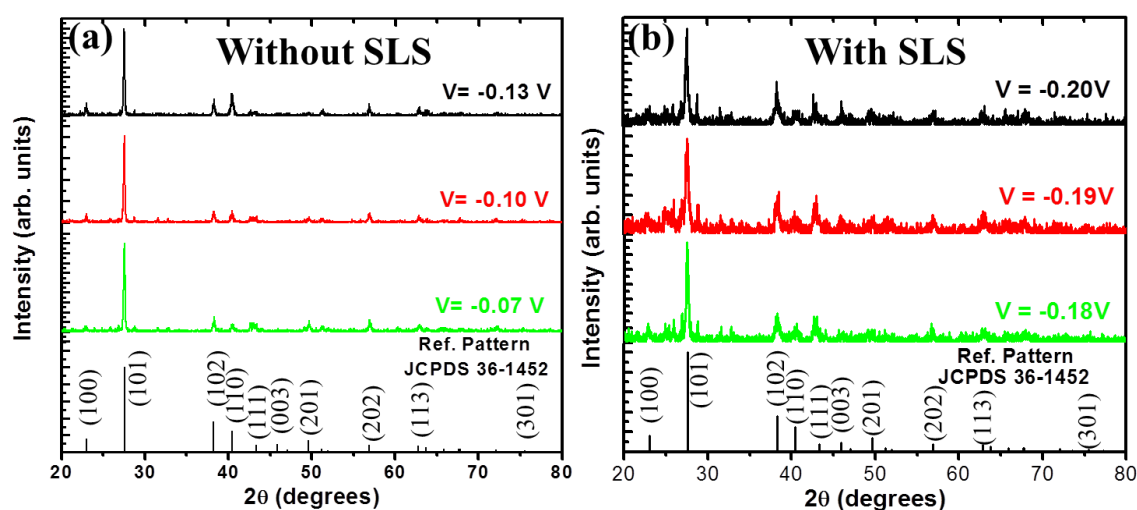 (a)
Without SLS
V= -0.13 V
V= -0.10 V
V= -0.07 V
Ref. Pattern
JCPDS 36-1452
(100)
(101)
(102)
(110)
(111)
(003)
(201)
(202)
(113)
(301)
Intensity (arb. units)
20 30 40 50 60 70 80
2θ (degrees)
(b)
With SLS
V = -0.20V
V = -0.19V
V = -0.18V
Ref. Pattern
JCPDS 36-1452
(100)
(101)
(102)
(110)
(111)
(003)
(201)
(202)
(113)
(301)
Intensity (arb. units)
20 30 40 50 60 70 80
2θ (degrees)